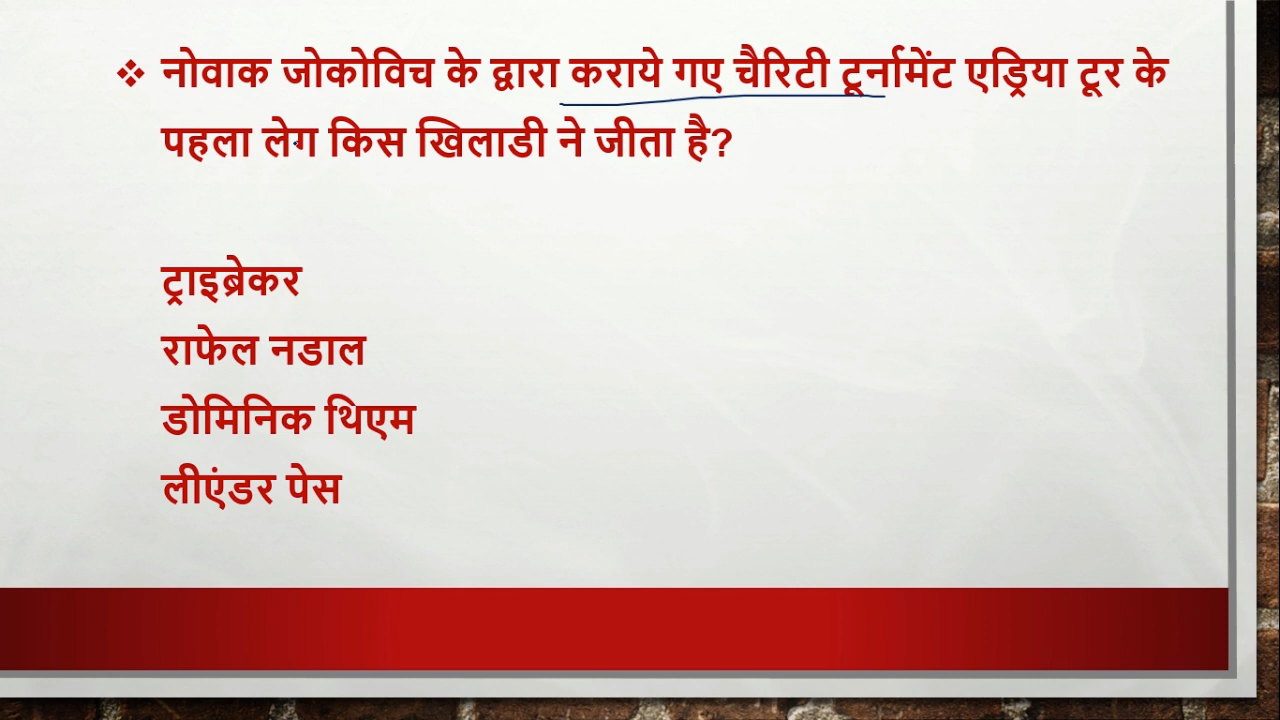 ❖ नोवाक जोकोविच के द्वारा कराये गए चैरिटी टूर्नामेंट एड्रिया टूर के
पहला लेग किस खिलाडी ने जीता है?
ट्राइब्रेकर
राफेल नडाल
डोमिनिक थिएम
लीएंडर पेस